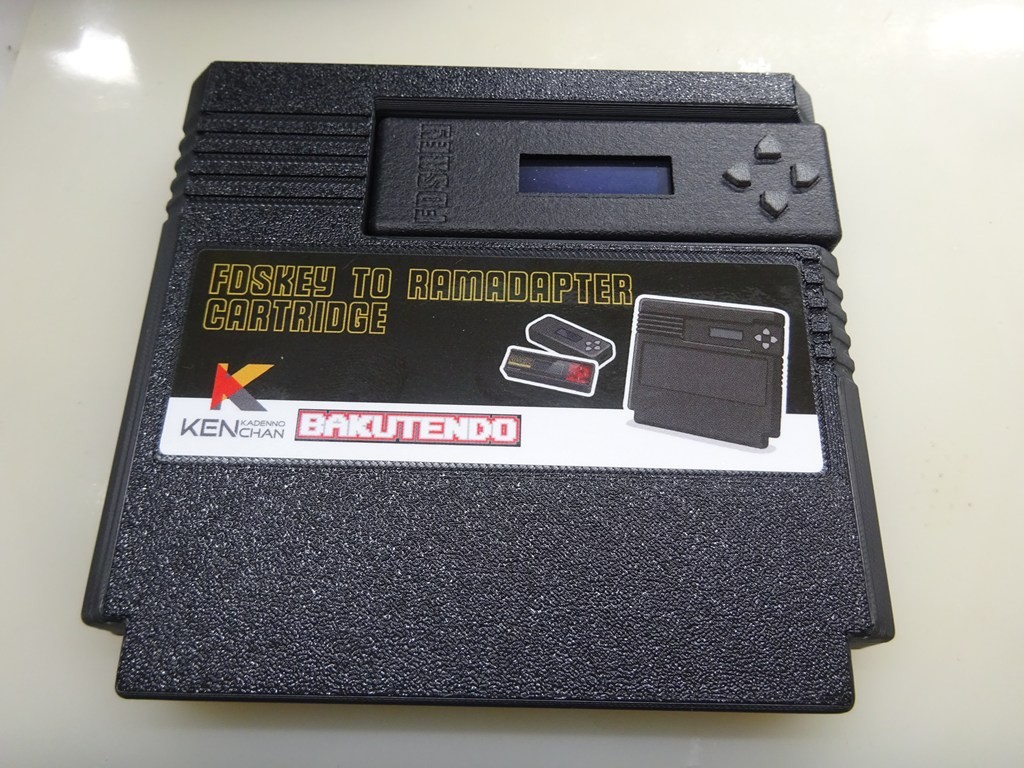 FDSKEY
FDSKEY TO RAMADAPTER
CARTRIDGE
KEN KADENNO CHAN
BAKUTENDO